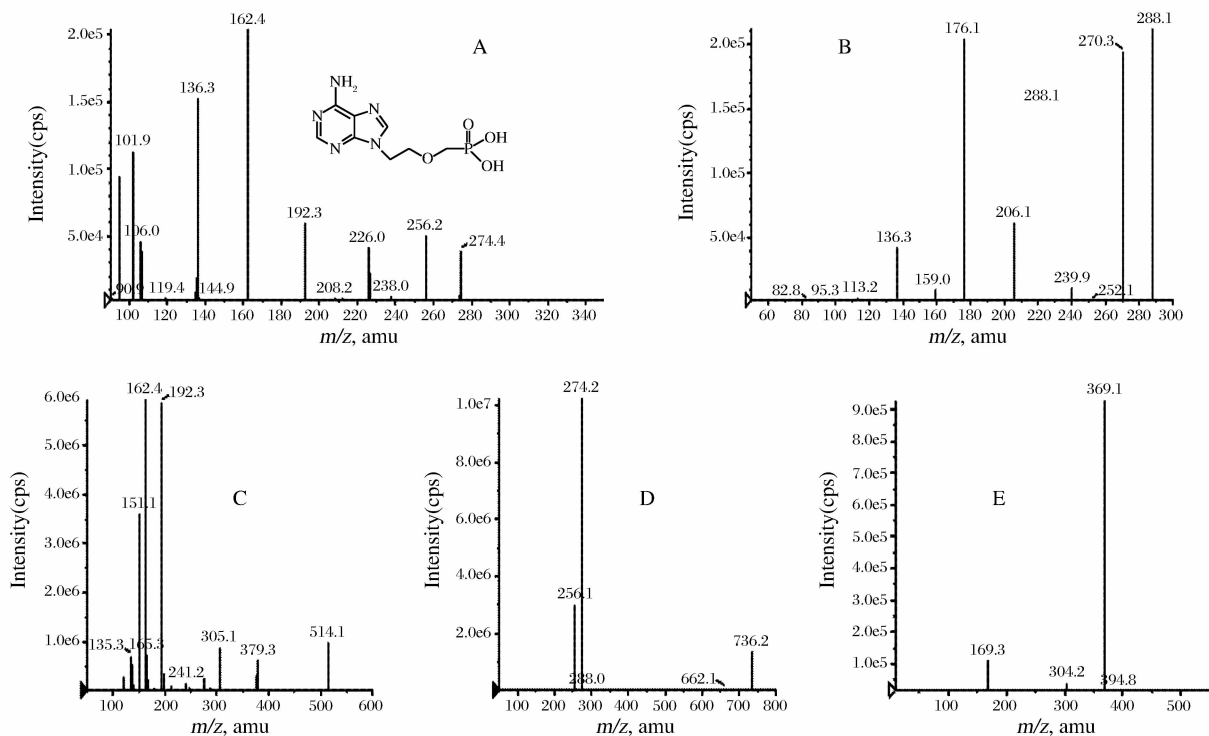 A
Intensity(cps)
2.0e5
1.5e5
1.0e5
5.0e4
162.4
136.3
101.9
106.0
90.9
119.4
144.9
192.3
208.2
226.0
238.0
256.2
274.4
NH2
N
N
N
N
O
O
P
OH
OH
100 120 140 160 180 200 220 240 260 280 300 320 340
m/z, amu
B
Intensity(cps)
2.0e5
1.5e5
1.0e5
5.0e4
288.1
176.1
270.3
288.1
206.1
136.3
159.0
239.9
252.1
82.8
95.3
113.2
60 80 100 120 140 160 180 200 220 240 260 280 300
m/z, amu
C
Intensity(cps)
6.0e6
5.0e6
4.0e6
3.0e6
2.0e6
1.0e6
162.4
192.3
151.1
135.3
165.3
241.2
305.1
379.3
514.1
100 200 300 400 500 600
m/z, amu
D
Intensity(cps)
1.0e7
8.0e6
6.0e6
4.0e6
2.0e6
274.2
256.1
288.0
662.1
736.2
100 200 300 400 500 600 700 800
m/z, amu
E
Intensity(cps)
9.0e5
8.0e5
7.0e5
6.0e5
5.0e5
4.0e5
3.0e5
2.0e5
1.0e5
369.1
169.3
304.2
394.8
100 200 300 400 500
m/z, amu